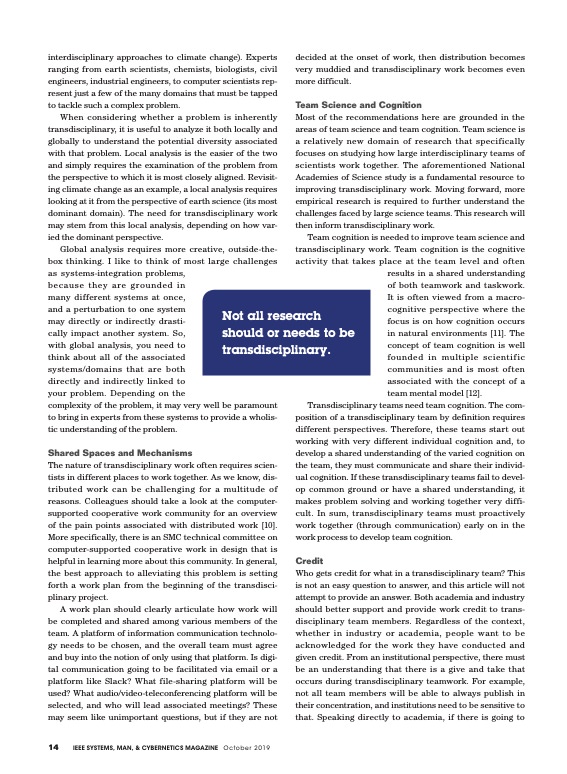 interdisciplinary approaches to climate change). Experts
ranging from earth scientists, chemists, biologists, civil
engineers, industrial engineers, to computer scientists rep-
resent just a few of the many domains that must be tapped
to tackle such a complex problem.
When considering whether a problem is inherently
transdisciplinary, it is useful to analyze it both locally and
globally to understand the potential diversity associated
with that problem. Local analysis is the easier of the two
and simply requires the examination of the problem from
the perspective to which it is most closely aligned. Revisit-
ing climate change as an example, a local analysis requires
looking at it from the perspective of earth science (its most
dominant domain). The need for transdisciplinary work
may stem from this local analysis, depending on how var-
ied the dominant perspective.
Global analysis requires more creative, outside-the-
box thinking. I like to think of most large challenges
as systems-integration problems,
because they are grounded in
many different systems at once,
and a perturbation to one system
may directly or indirectly drasti-
cally impact another system. So,
with global analysis, you need to
think about all of the associated
systems/domains that are both
directly and indirectly linked to
your problem. Depending on the
complexity of the problem, it may very well be paramount
to bring in experts from these systems to provide a wholis-
tic understanding of the problem.
Shared Spaces and Mechanisms
The nature of transdisciplinary work often requires scien-
tists in different places to work together. As we know, dis-
tributed work can be challenging for a multitude of
reasons. Colleagues should take a look at the computer-
supported cooperative work community for an overview
of the pain points associated with distributed work [10].
More specifically, there is an SMC technical committee on
computer-supported cooperative work in design that is
helpful in learning more about this community. In general,
the best approach to alleviating this problem is setting
forth a work plan from the beginning of the transdisci-
plinary project.
A work plan should clearly articulate how work will
be completed and shared among various members of the
team. A platform of information communication technolo-
gy needs to be chosen, and the overall team must agree
and buy into the notion of only using that platform. Is digi-
tal communication going to be facilitated via email or a
platform like Slack? What file-sharing platform will be
used? What audio/video-teleconferencing platform will be
selected, and who will lead associated meetings? These
may seem like unimportant questions, but if they are not
Not all research
should or needs to be
transdisciplinary.
decided at the onset of work, then distribution becomes
very muddied and transdisciplinary work becomes even
more difficult.
Team Science and Cognition
Most of the recommendations here are grounded in the
areas of team science and team cognition. Team science is
a relatively new domain of research that specifically
focuses on studying how large interdisciplinary teams of
scientists work together. The aforementioned National
Academies of Science study is a fundamental resource to
improving transdisciplinary work. Moving forward, more
empirical research is required to further understand the
challenges faced by large science teams. This research will
then inform transdisciplinary work.
Team cognition is needed to improve team science and
transdisciplinary work. Team cognition is the cognitive
activity that takes place at the team level and often
results in a shared understanding
of both teamwork and taskwork.
It is often viewed from a macro-
cognitive perspective where the
focus is on how cognition occurs
in natural environments [11]. The
concept of team cognition is well
founded in multiple scientific
communities and is most often
associated with the concept of a
team mental model [12].
Transdisciplinary teams need team cognition. The com-
position of a transdisciplinary team by definition requires
different perspectives. Therefore, these teams start out
working with very different individual cognition and, to
develop a shared understanding of the varied cognition on
the team, they must communicate and share their individ-
ual cognition. If these transdisciplinary teams fail to devel-
op common ground or have a shared understanding, it
makes problem solving and working together very diffi-
cult. In sum, transdisciplinary teams must proactively
work together (through communication) early on in the
work process to develop team cognition.
Credit
Who gets credit for what in a transdisciplinary team? This
is not an easy question to answer, and this article will not
attempt to provide an answer. Both academia and industry
should better support and provide work credit to trans-
disciplinary team members. Regardless of the context,
whether in industry or academia, people want to be
acknowledged for the work they have conducted and
given credit. From an institutional perspective, there must
be an understanding that there is a give and take that
occurs during transdisciplinary teamwork. For example,
not all team members will be able to always publish in
their concentration, and institutions need to be sensitive to
that. Speaking directly to academia, if there is going to
14 IEEE SYSTEMS, MAN, & CYBERNETICS MAGAZINE October 2019